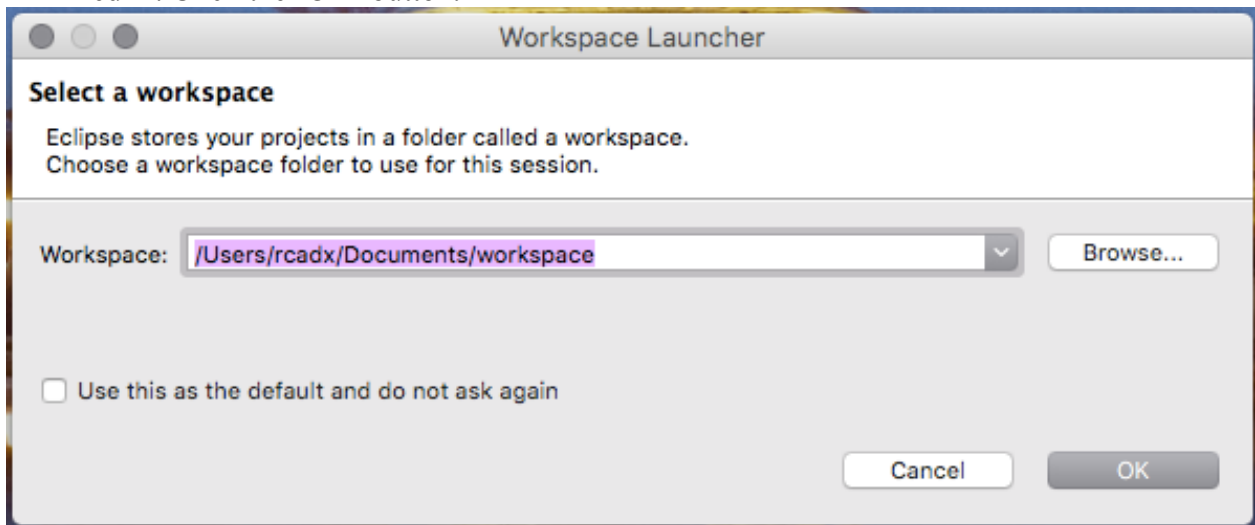 Workspace Launcher
Select a workspace
Eclipse stores your projects in a folder called a workspace.
Choose a workspace folder to use for this session.
Workspace: /Users/rcadx/Documents/workspace Browse...
Use this as the default and do not ask again
Cancel OK